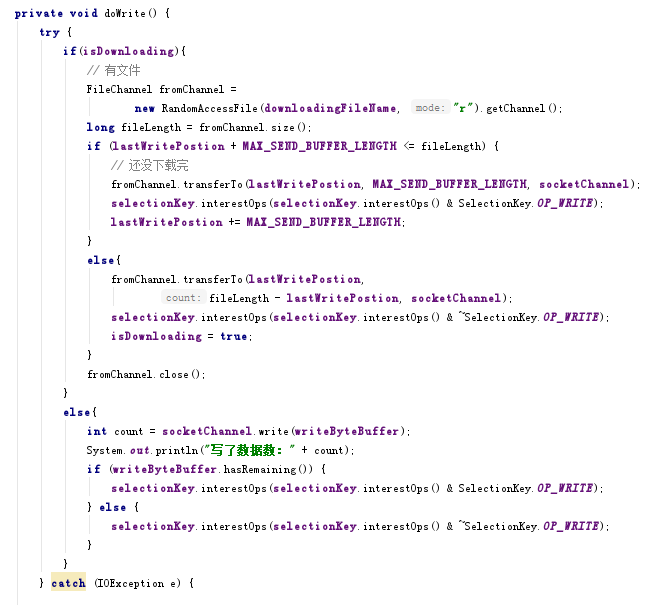 private void doWrite() {
try {
if(isDownloading){
// 有文件
FileChannel fromChannel =
new RandomAccessFile(downloadingFileName, mode: "r").getChannel();
long fileLength = fromChannel.size();
if (lastWritePostion + MAX_SEND_BUFFER_LENGTH <= fileLength) {
// 还没下载完
fromChannel.transferTo(lastWritePostion, MAX_SEND_BUFFER_LENGTH, socketChannel);
selectionKey.interestOps(selectionKey.interestOps() & SelectionKey.OP_WRITE);
lastWritePostion += MAX_SEND_BUFFER_LENGTH;
}
else{
fromChannel.transferTo(lastWritePostion,
count: fileLength - lastWritePostion, socketChannel);
selectionKey.interestOps(selectionKey.interestOps() & ~SelectionKey.OP_WRITE);
isDownloading = true;
}
fromChannel.close();
}
else{
int count = socketChannel.write(writeByteBuffer);
System.out.println("写了数据数：" + count);
if (writeByteBuffer.hasRemaining()) {
selectionKey.interestOps(selectionKey.interestOps() & SelectionKey.OP_WRITE);
} else {
selectionKey.interestOps(selectionKey.interestOps() & ~SelectionKey.OP_WRITE);
}
}
} catch (IOException e) {